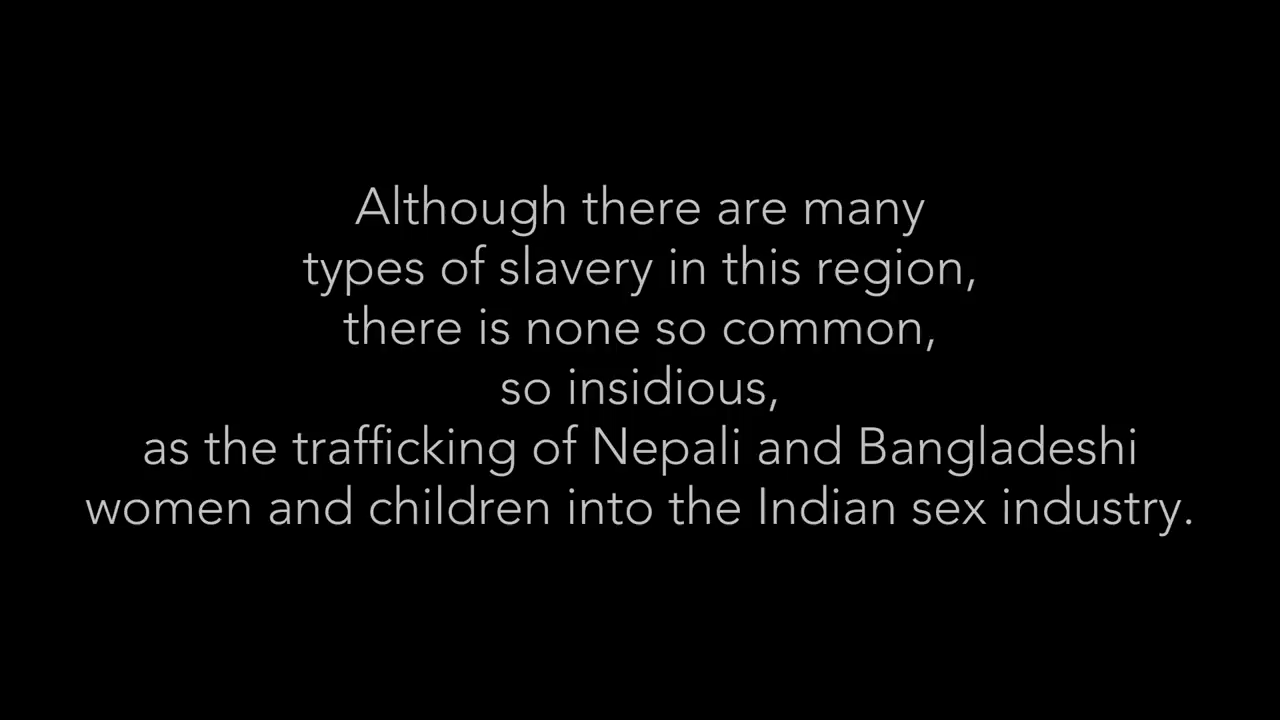 Although there are many
types of slavery in this region,
there is none so common,
so insidious,
as the trafficking of Nepali and Bangladeshi
women and children into the Indian sex industry.